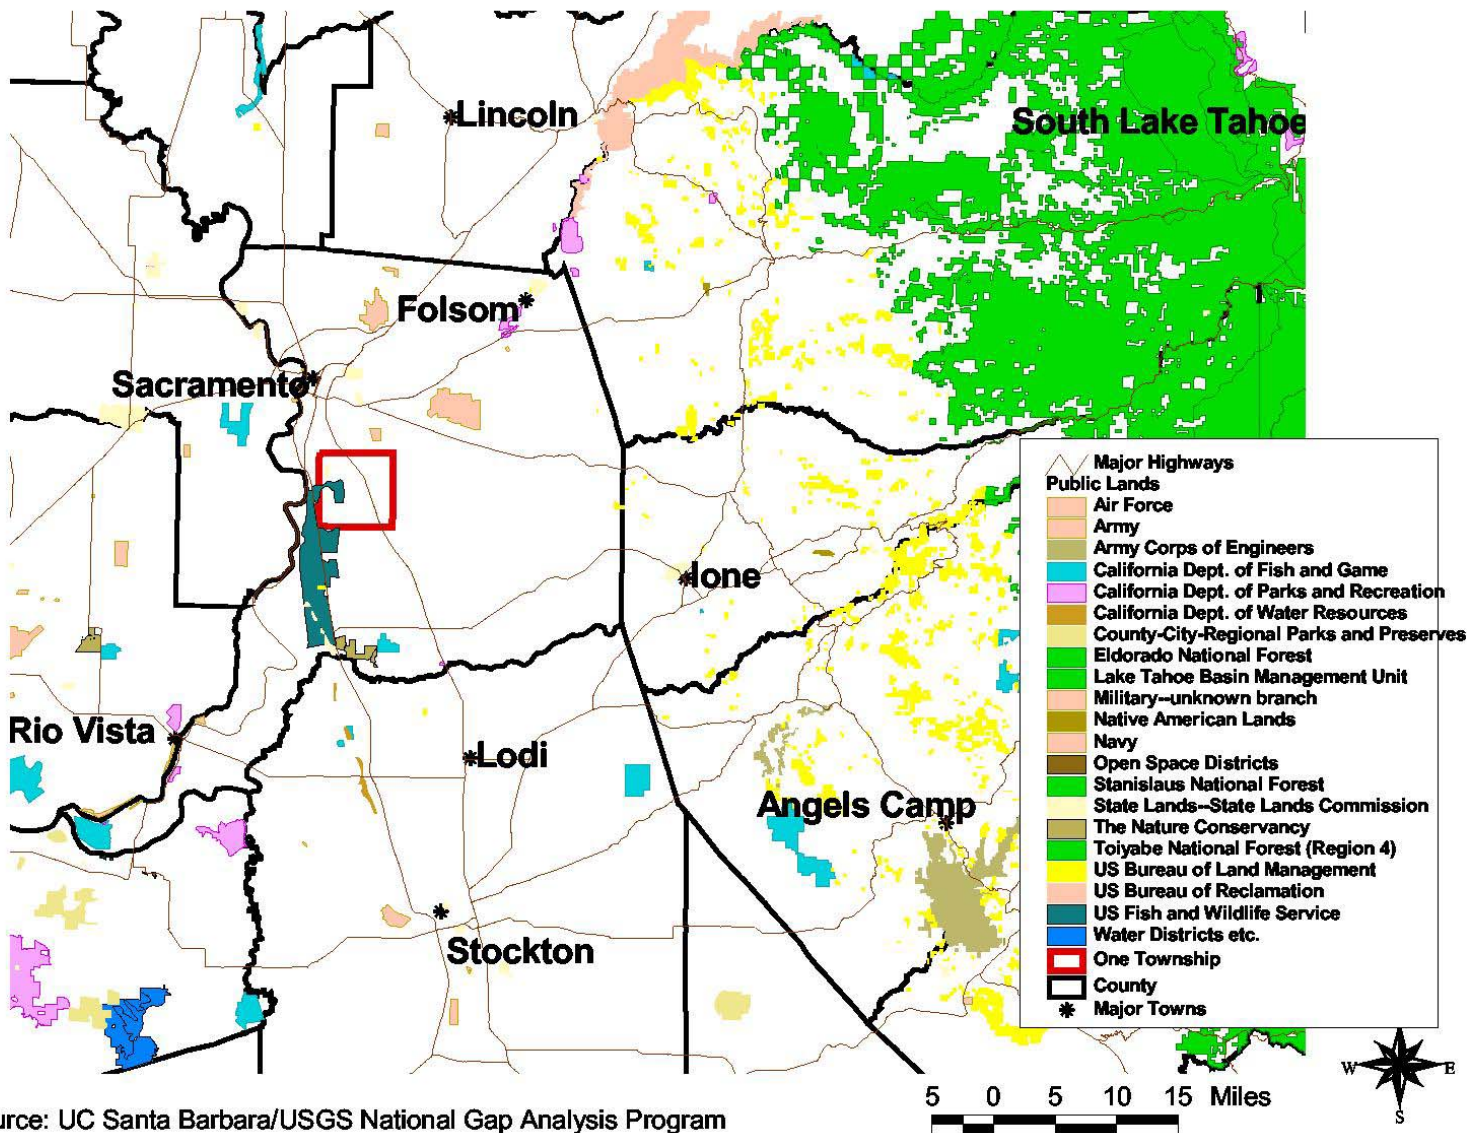 Lincoln
South Lake Tahoe
Folsom
Sacramento
Ione
Rio Vista
Lodi
Angels Camp
Stockton
Major Highways
Public Lands
Air Force
Army
Army Corps of Engineers
California Dept. of Fish and Game
California Dept. of Parks and Recreation
California Dept. of Water Resources
County-City-Regional Parks and Preserves
Eldorado National Forest
Lake Tahoe Basin Management Unit
Military--unknown branch
Native American Lands
Navy
Open Space Districts
Stanislaus National Forest
State Lands--State Lands Commission
The Nature Conservancy
Toiyabe National Forest (Region 4)
US Bureau of Land Management
US Bureau of Reclamation
US Fish and Wildlife Service
Water Districts etc.
One Township
County
Major Towns
W E
S
5 0 5 10 15 Miles
urce: UC Santa Barbara/USGS National Gap Analysis Program